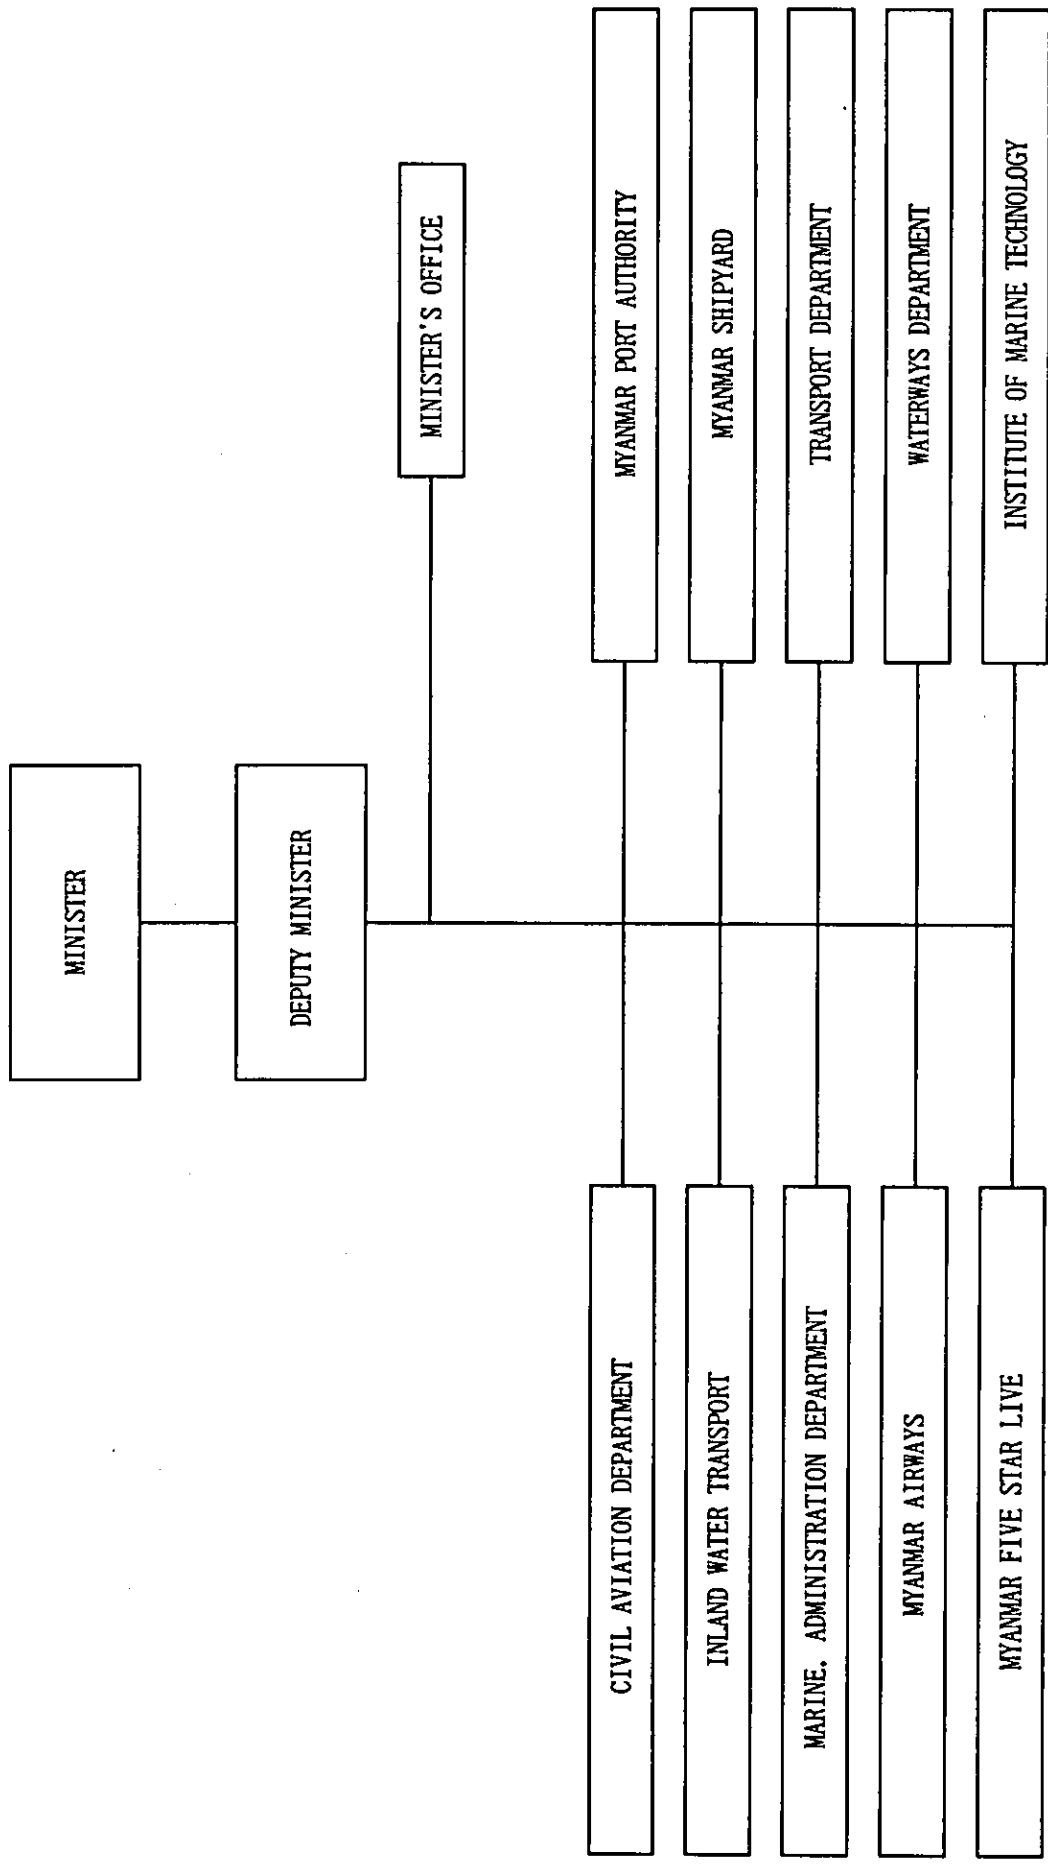 MINISTER
DEPUTY MINISTER
MINISTER'S OFFICE
CIVIL AVIATION DEPARTMENT
MYANMAR PORT AUTHORITY
INLAND WATER TRANSPORT
MYANMAR SHIPYARD
MARINE. ADMINISTRATION DEPARTMENT
TRANSPORT DEPARTMENT
MYANMAR AIRWAYS
WATERWAYS DEPARTMENT
MYANMAR FIVE STAR LIVE
INSTITUTE OF MARINE TECHNOLOGY